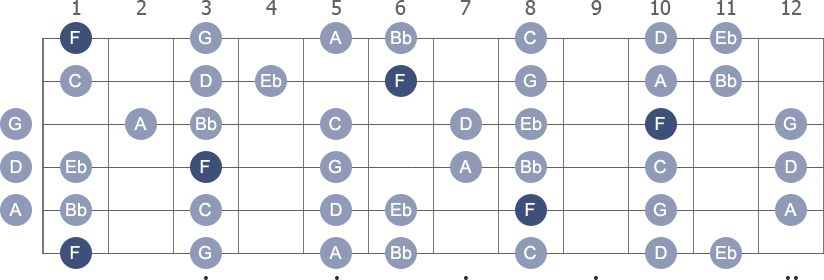 1 2 3 4 5 6 7 8 9 10 11 12
F G A Bb C D Eb
C D Eb F G A Bb
G A Bb C D Eb F G
D Eb F G A Bb C D
A Bb C D Eb F G A
F G A Bb C D Eb